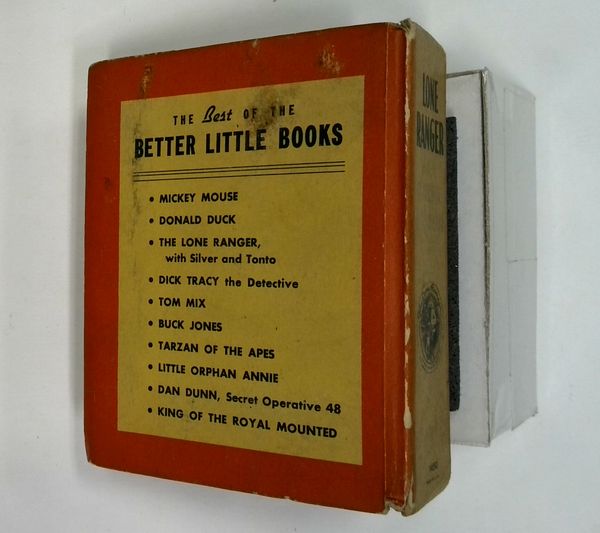 THE Best OF THE
BETTER LITTLE BOOKS
• MICKEY MOUSE
• DONALD DUCK
• THE LONE RANGER,
with Silver and Tonto
• DICK TRACY the Detective
• TOM MIX
• BUCK JONES
• TARZAN OF THE APES
• LITTLE ORPHAN ANNIE
• DAN DUNN, Secret Operative 48
• KING OF THE ROYAL MOUNTED
LONE
RANGER